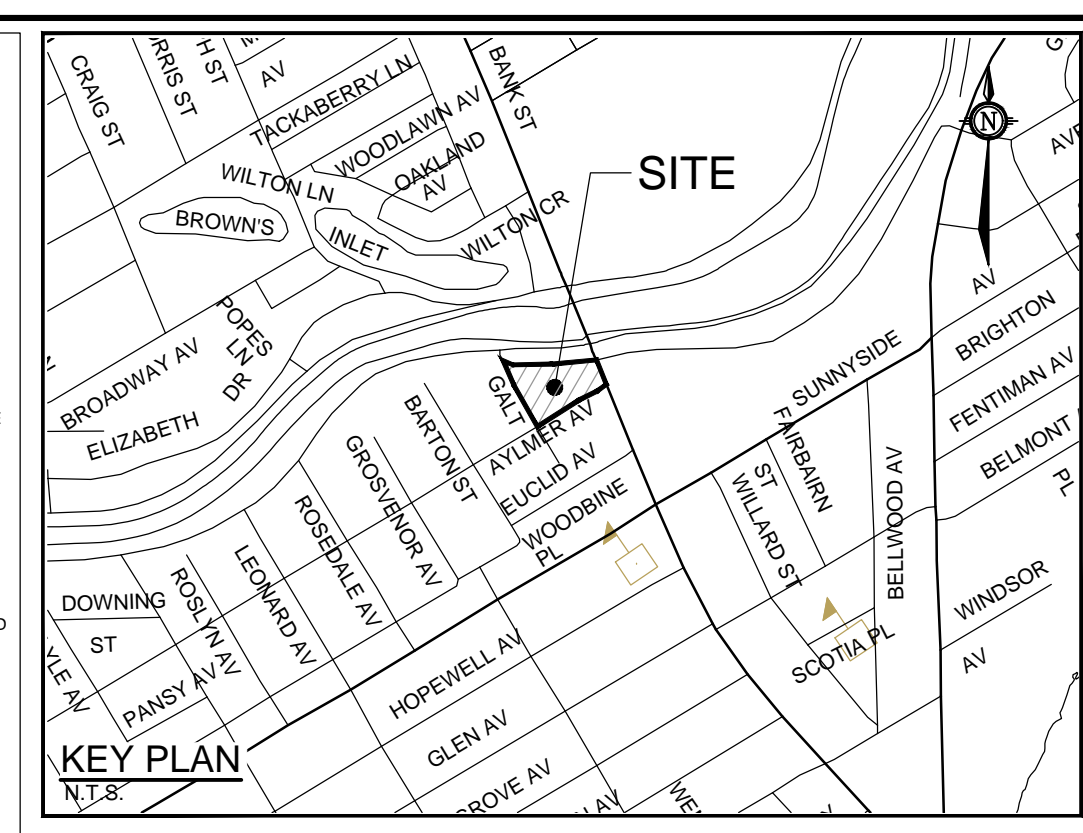 CRAIG ST
RRIS ST
H ST
AV
TACKABERRY LN
BANK ST
WOODLAWN AV
OAKLAND
AV
SITE
N
WILTON LN
BROWN'S
INLET
WILTON CR
AV
POPES
LN
BROADWAY AV
DR
ELIZABETH
GALT
BARTON ST
AYLMER AV
EUCLID AV
WOODBINE
PL
SUNNYSIDE
FAIRBAIRN
ST
WILLARD ST
BELLWOOD AV
BRIGHTON
FENTIMAN AV
BELMONT
PL
GROSVENOR AV
ROSEDALE AV
LEONARD AV
ROSLYN AV
DOWNING
ST
YLE AV
PANSY AV
HOPEWELL AV
GLEN AV
ROVE AV
AV
SCOTIA PL
WINDSOR
AV
KEY PLAN
N.T.S.